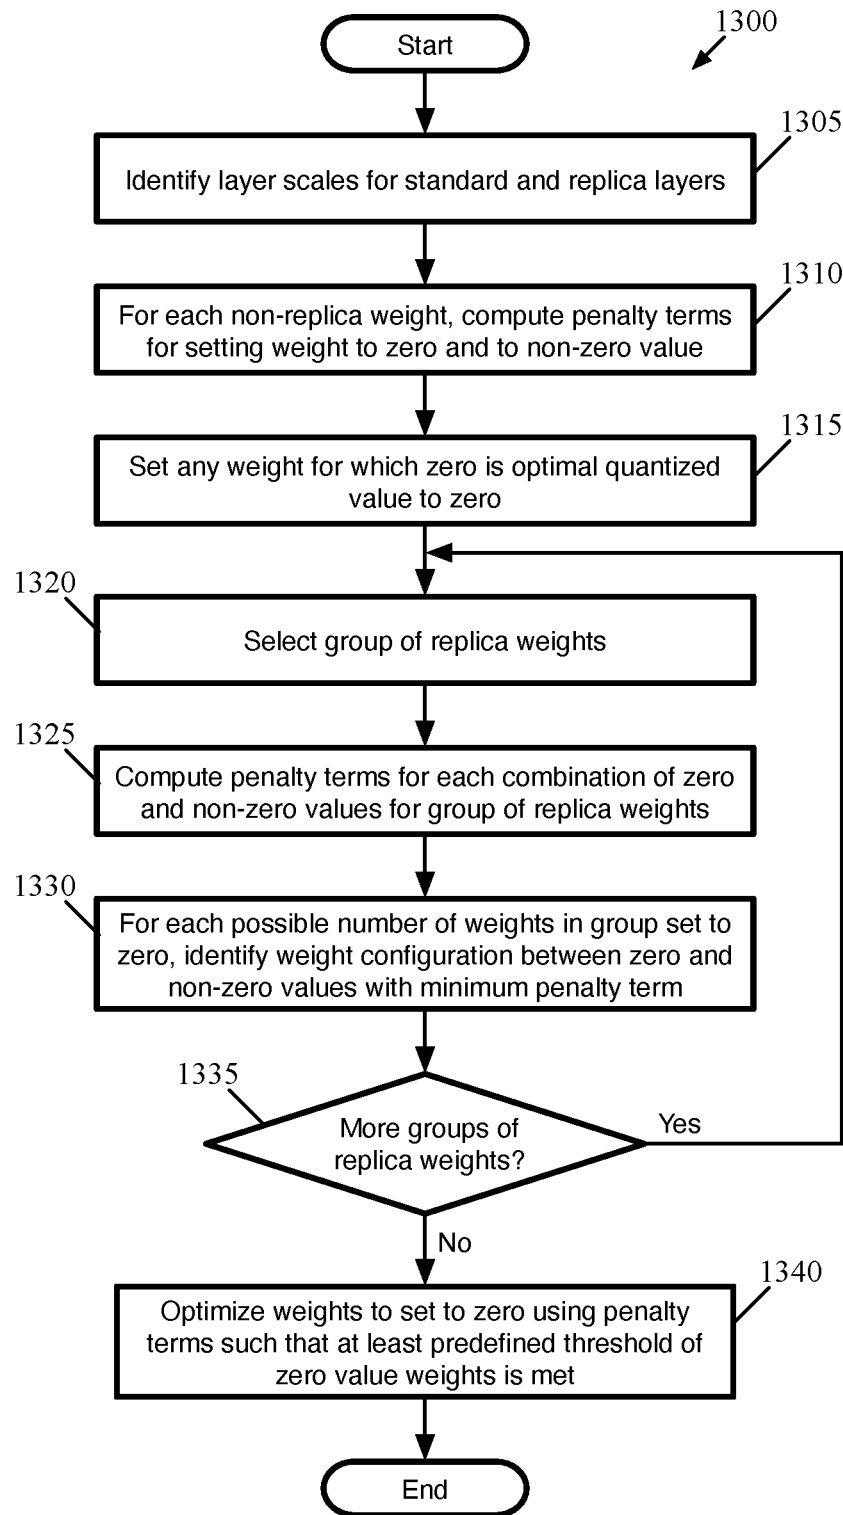 Start
1300
1305
Identify layer scales for standard and replica layers
1310
For each non-replica weight, compute penalty terms
for setting weight to zero and to non-zero value
1315
Set any weight for which zero is optimal quantized
value to zero
1320
Select group of replica weights
1325
Compute penalty terms for each combination of zero
and non-zero values for group of replica weights
1330
For each possible number of weights in group set to
zero, identify weight configuration between zero and
non-zero values with minimum penalty term
1335
More groups of
replica weights?
Yes
No
1340
Optimize weights to set to zero using penalty
terms such that at least predefined threshold of
zero value weights is met
End